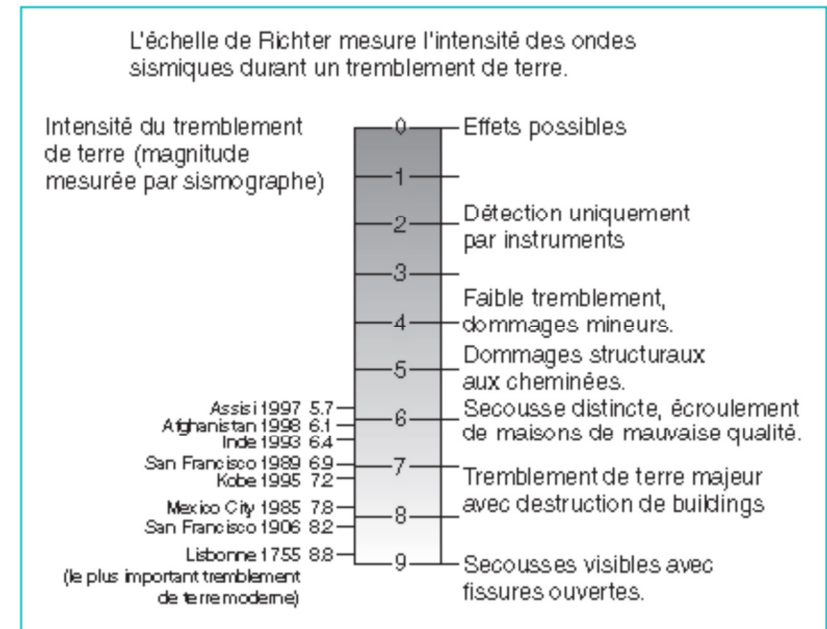 L'échelle de Richter mesure l'intensité des ondes
sismiques durant un tremblement de terre.
Intensité du tremblement
de terre (magnitude
mesurée par sismographe)
0
Effets possibles
1
2
Détection uniquement
par instruments
3
Faible tremblement,
4
dommages mineurs.
Dommages structuraux
5
aux cheminées.
Assisi 1997 5.7
Afghanistan 1998 6.1
Inde 1993 6.4
6
Secousse distincte, écroulement
de maisons de mauvaise qualité.
San Francisco 1989 6.9
Kobe 1995 7.2
7
Tremblement de terre majeur
avec destruction de buildings
Mexico City 1985 7.8
San Francisco 1906 8.2
8
Lisbonne 1755 8.8
(le plus important tremblement
de terre moderne)
9
Secousses visibles avec
fissures ouvertes.